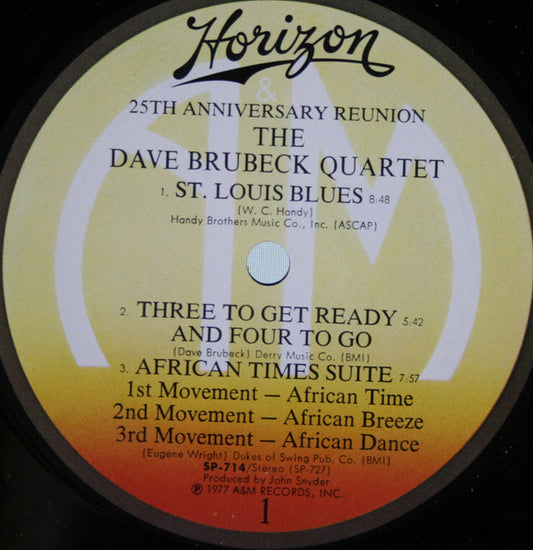 Horizon
&
25TH ANNIVERSARY REUNION
THE
DAVE BRUBECK QUARTET
1. ST. LOUIS BLUES 8:48
(W. C. Handy)
Handy Brothers Music Co., Inc. (ASCAP)
2. THREE TO GET READY 5:42
AND FOUR TO GO
(Dave Brubeck) Derry Music Co. (BMI)
3. AFRICAN TIMES SUITE 7:57
1st Movement – African Time
2nd Movement – African Breeze
3rd Movement – African Dance
(Eugene Wright) Dukes of Swing Pub. Co. (BMI)
SP-714/Stereo (SP-727)
Produced by John Snyder
℗ 1977 A&M RECORDS, INC.
1